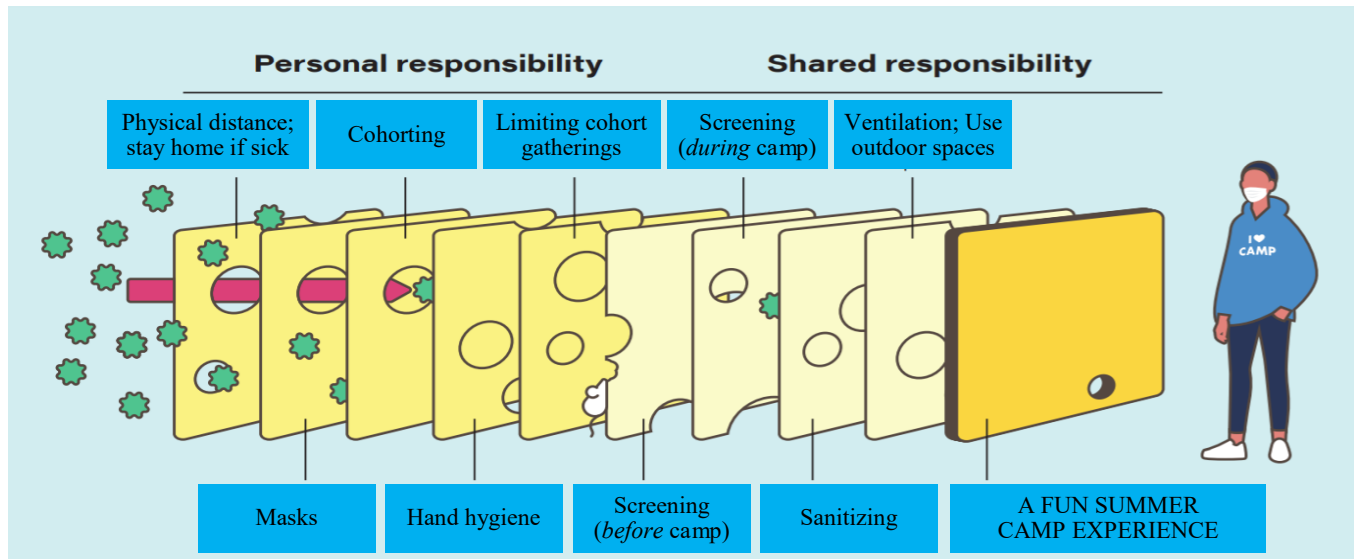 Personal responsibility
Shared responsibility
Physical distance;
stay home if sick
Cohorting
Limiting cohort
gatherings
Screening
(during camp)
Ventilation; Use
outdoor spaces
I ♥
CAMP
Masks
Hand hygiene
Screening
(before camp)
Sanitizing
A FUN SUMMER
CAMP EXPERIENCE